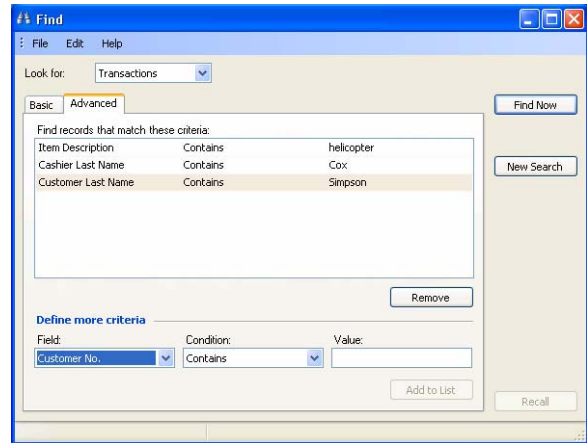 Find
File Edit Help
Look for: Transactions
Basic Advanced
Find Now
Find records that match these criteria:
Item Description Contains helicopter
Cashier Last Name Contains Cox
New Search
Customer Last Name Contains Simpson
Remove
Define more criteria
Field: Condition: Value:
Customer No. Contains
Add to List
Recall